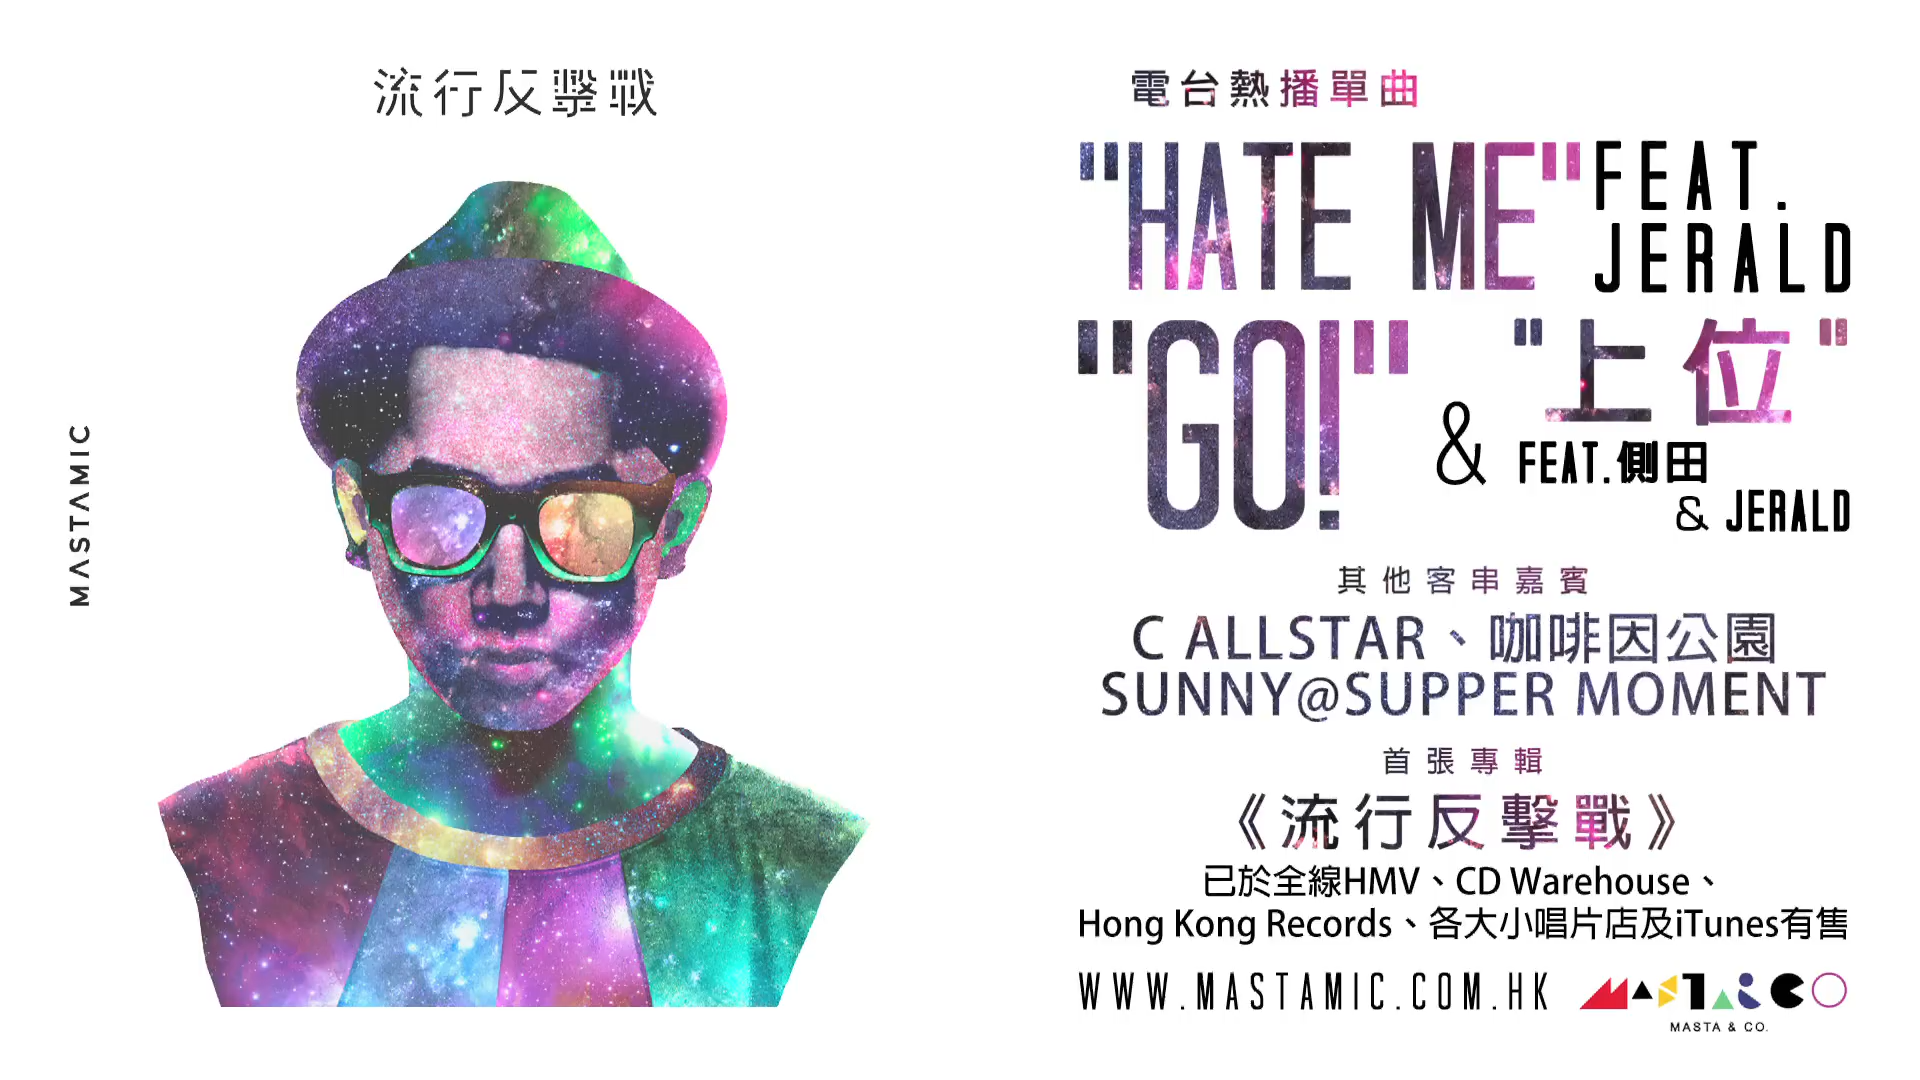 流行反擊戰
MASTAMIC
電台熱播單曲
"HATE ME" FEAT. JERALD
"GO!" & "上位"
FEAT.側田
& JERALD
其他客串嘉賓
C ALLSTAR、咖啡因公園
SUNNY@SUPPER MOMENT
首張專輯
《流行反擊戰》
已於全線HMV、CD Warehouse、
Hong Kong Records、各大小唱片店及iTunes有售
WWW.MASTAMIC.COM.HK
MASTA & CO
MASTA & CO.